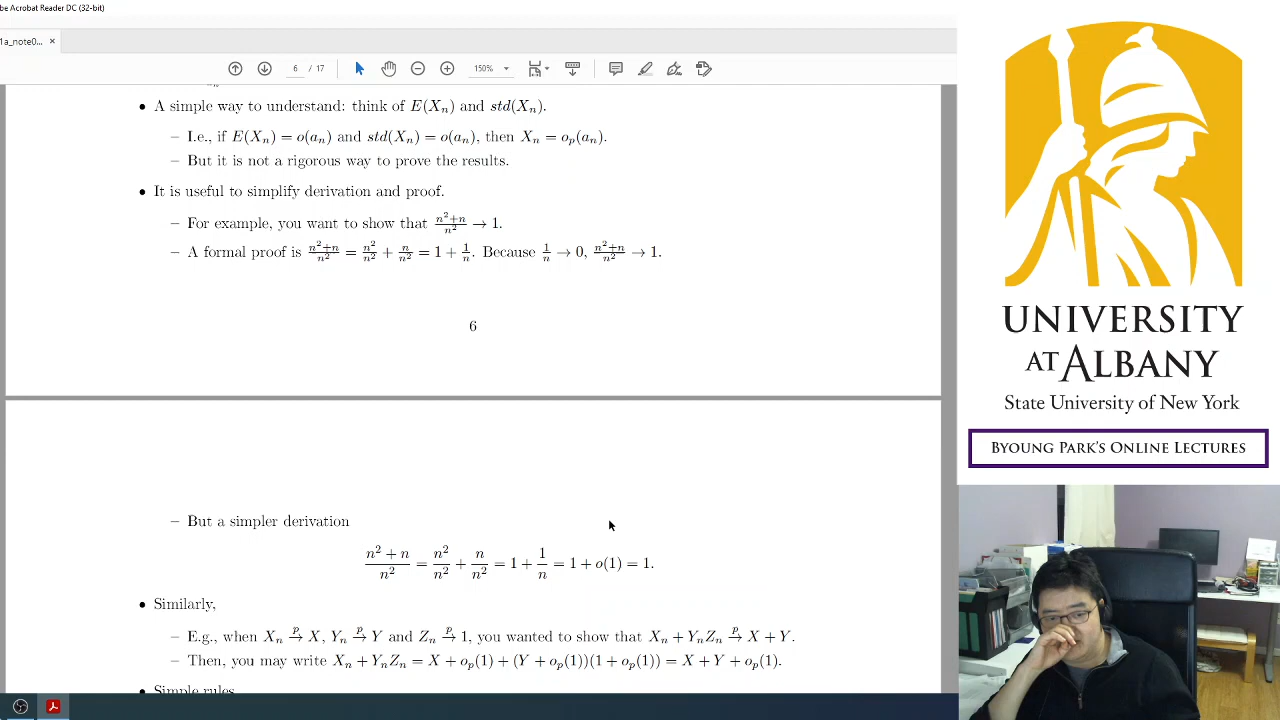 be Acrobat Reader DC (32-bit)
1a_note0... ×
6 / 17
150%
• A simple way to understand: think of E(Xₙ) and std(Xₙ).
– I.e., if E(Xₙ) = o(aₙ) and std(Xₙ) = o(aₙ), then Xₙ = oₚ(aₙ).
– But it is not a rigorous way to prove the results.
• It is useful to simplify derivation and proof.
– For example, you want to show that (n²+n)/n² → 1.
– A formal proof is (n²+n)/n² = n²/n² + n/n² = 1 + 1/n. Because 1/n → 0, (n²+n)/n² → 1.
6
– But a simpler derivation
(n² + n)/n² = n²/n² + n/n² = 1 + 1/n = 1 + o(1) = 1.
• Similarly,
– E.g., when Xₙ →ᵖ X, Yₙ →ᵖ Y and Zₙ →ᵖ 1, you wanted to show that Xₙ + YₙZₙ →ᵖ X + Y.
– Then, you may write Xₙ + YₙZₙ = X + oₚ(1) + (Y + oₚ(1))(1 + oₚ(1)) = X + Y + oₚ(1).
• Simple rules
UNIVERSITY
AT ALBANY
State University of New York
BYOUNG PARK'S ONLINE LECTURES